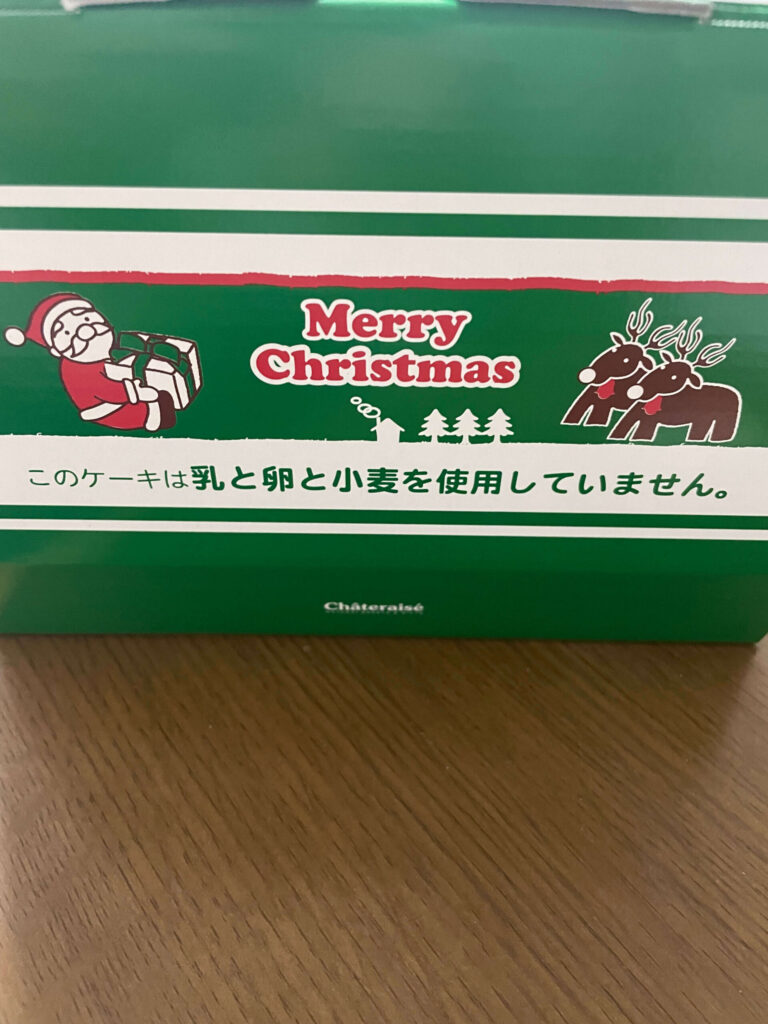 Merry
Christmas
このケーキは乳と卵と小麦を使用していません。
Châteraisé